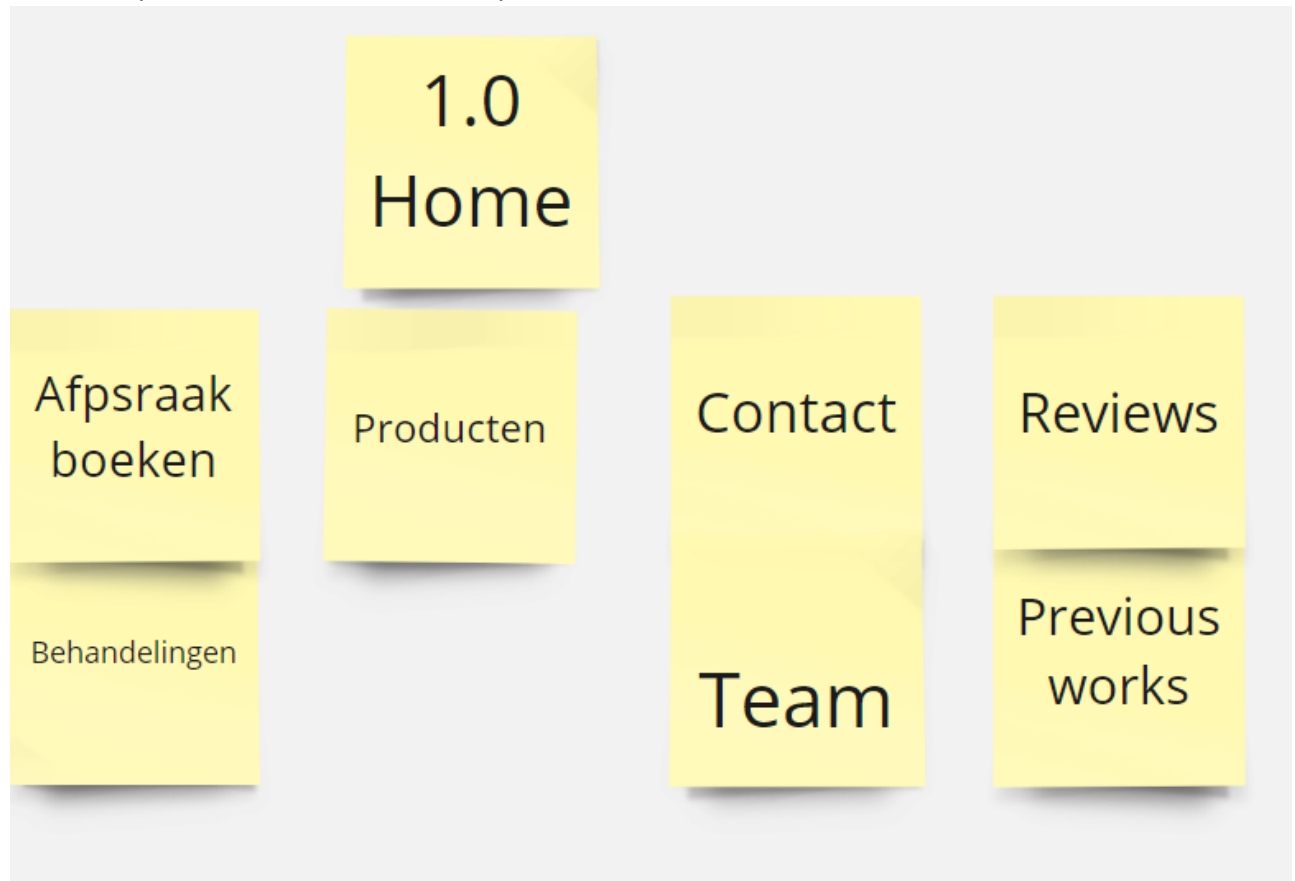 1.0
Home
Afpsraak
boeken
Producten
Contact
Reviews
Behandelingen
Team
Previous
works